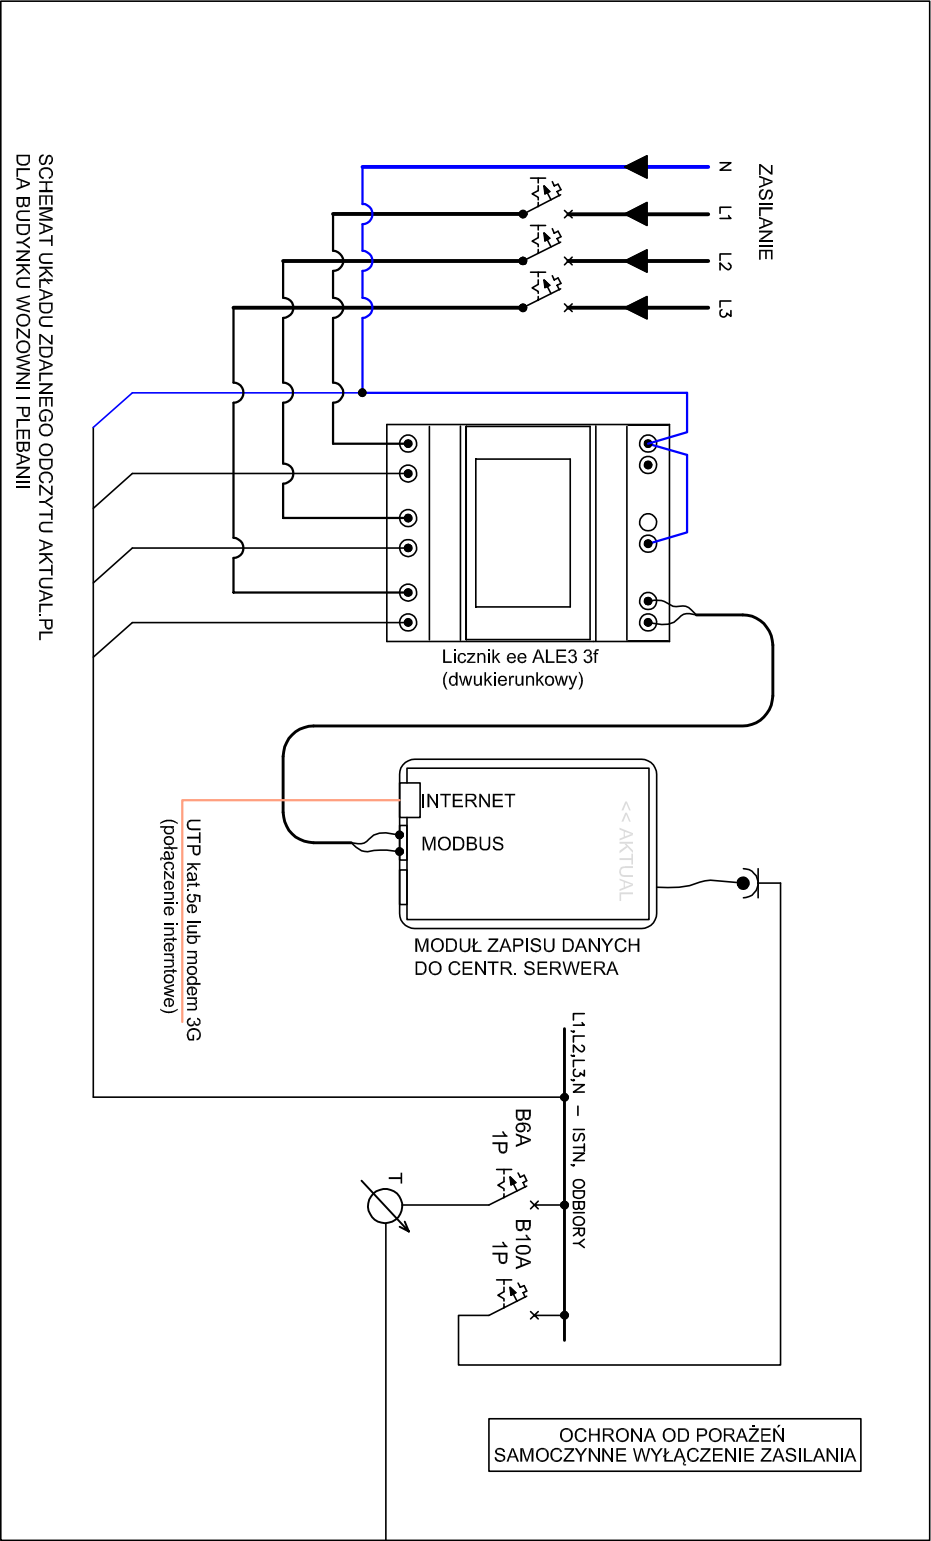 ZASILANIE
N
L1
L2
L3
SCHEMAT UKŁADU ZDALNEGO ODCZYTU AKTUAL.PL
DLA BUDYNKU WOZOWNI I PLEBANII
Licznik ee ALE3 3f
(dwukierunkowy)
INTERNET
MODBUS
<< AKTUAL
MODUŁ ZAPISU DANYCH
DO CENTR. SERWERA
UTP kat.5e lub modem 3G
(połączenie interntowe)
L1,L2,L3,N - ISTN, ODBIORY
B6A
1P
B10A
1P
T
OCHRONA OD PORAŻEŃ
SAMOCZYNNE WYŁĄCZENIE ZASILANIA